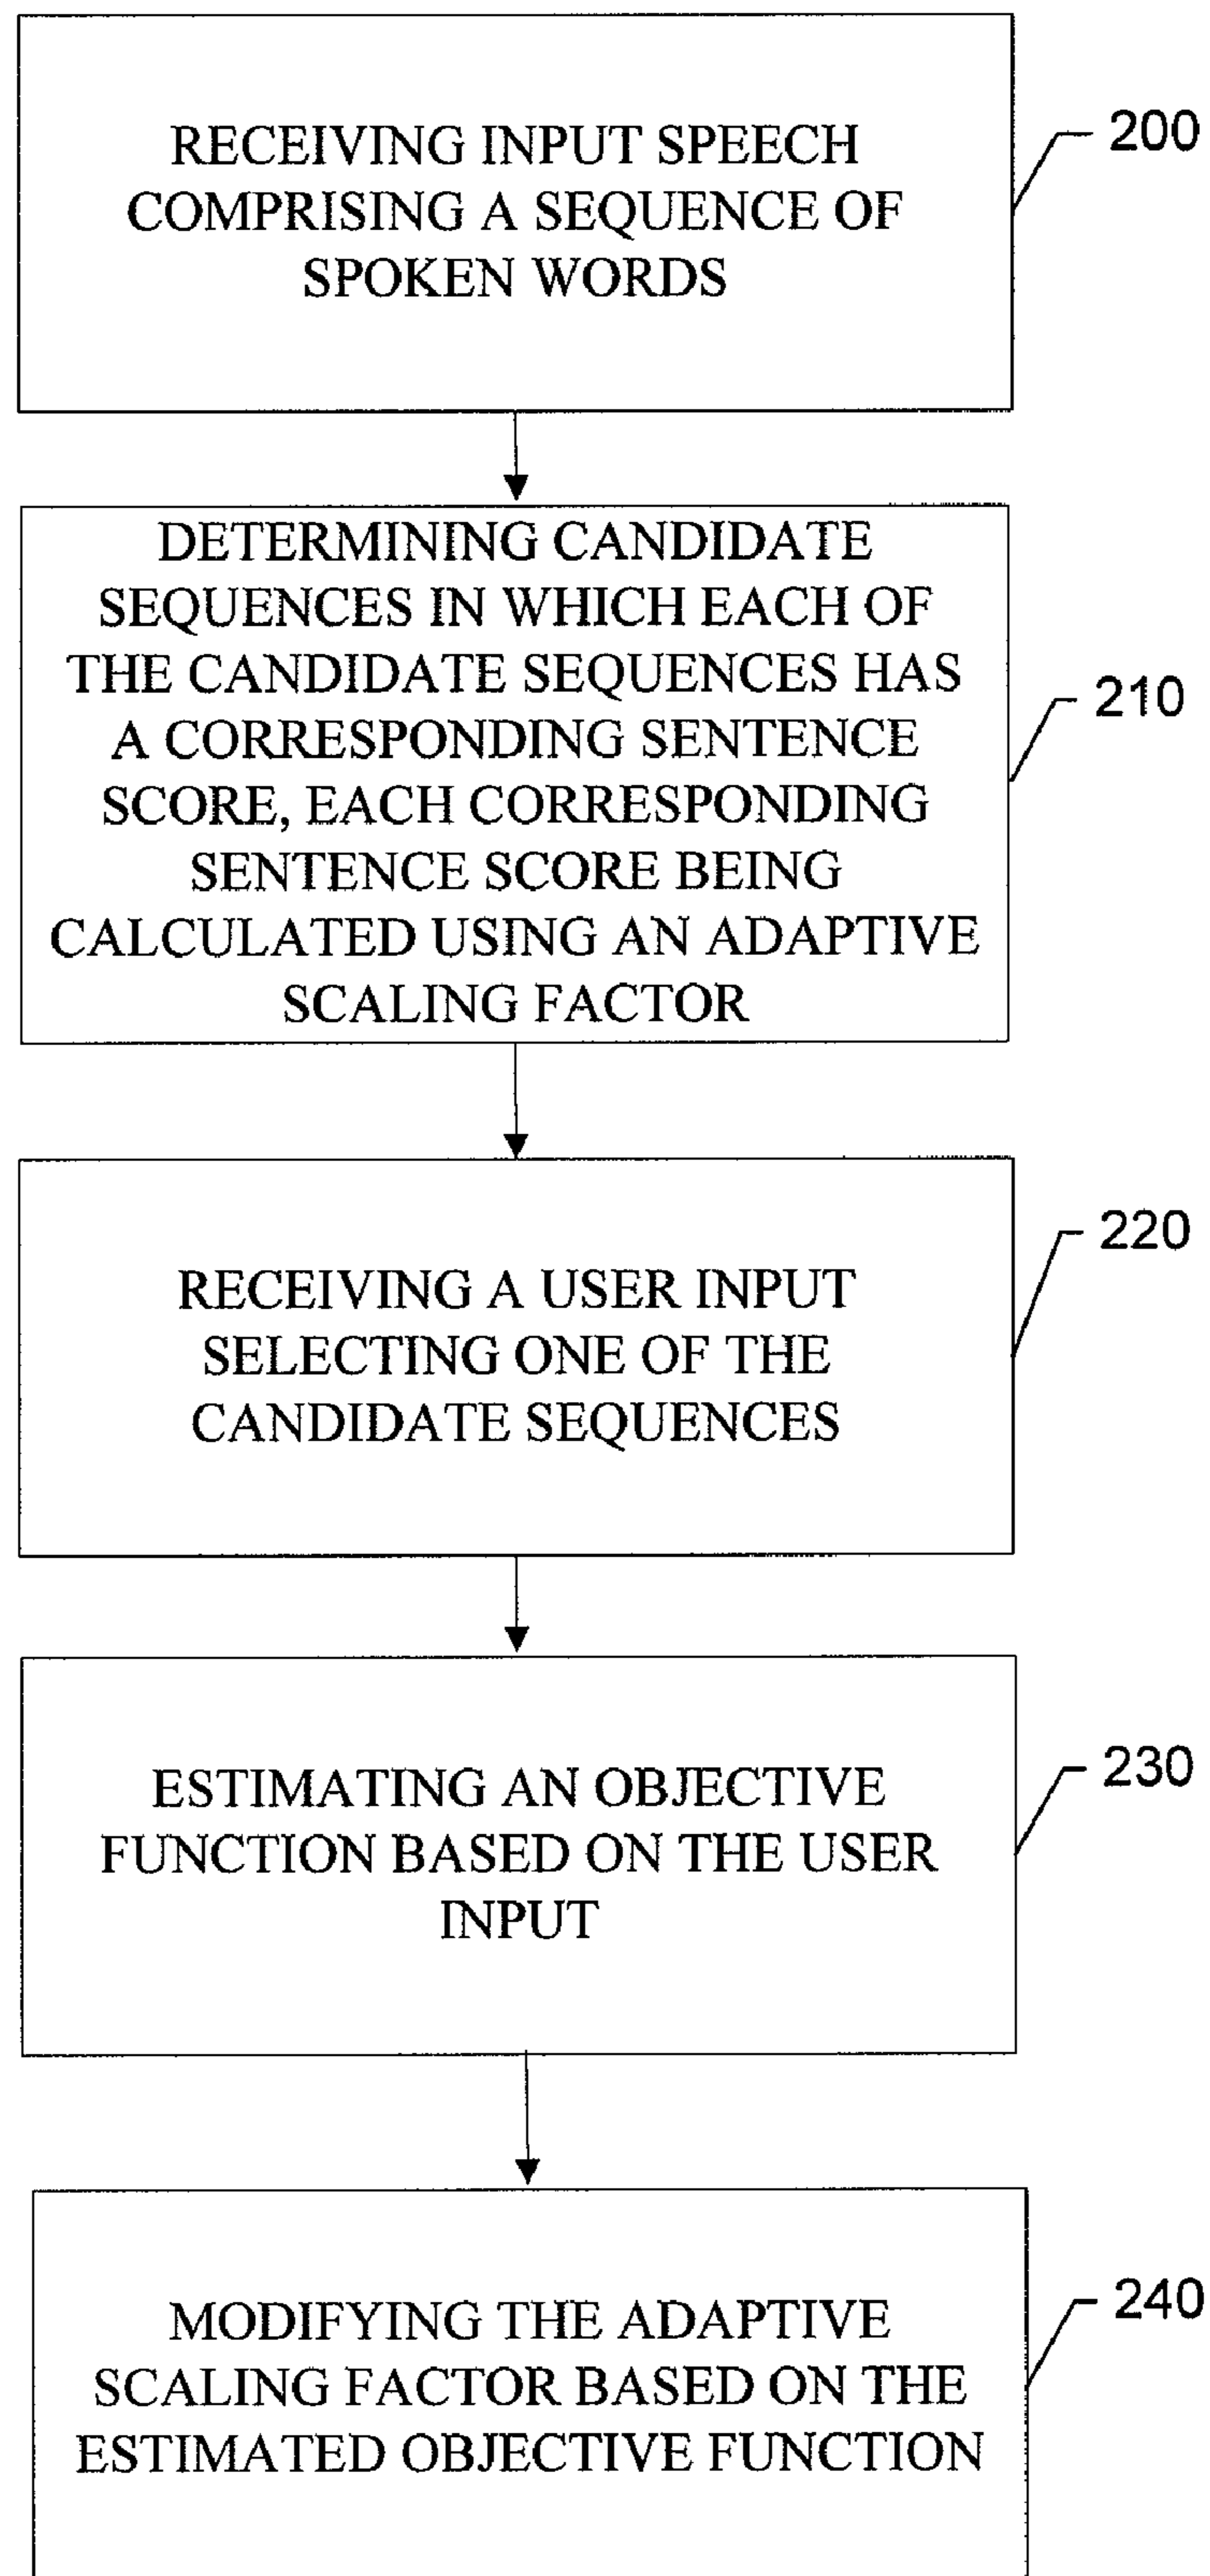 RECEIVING INPUT SPEECH
COMPRISING A SEQUENCE OF
SPOKEN WORDS
200
DETERMINING CANDIDATE
SEQUENCES IN WHICH EACH OF
THE CANDIDATE SEQUENCES HAS
A CORRESPONDING SENTENCE
SCORE, EACH CORRESPONDING
SENTENCE SCORE BEING
CALCULATED USING AN ADAPTIVE
SCALING FACTOR
210
RECEIVING A USER INPUT
SELECTING ONE OF THE
CANDIDATE SEQUENCES
220
ESTIMATING AN OBJECTIVE
FUNCTION BASED ON THE USER
INPUT
230
MODIFYING THE ADAPTIVE
SCALING FACTOR BASED ON THE
ESTIMATED OBJECTIVE FUNCTION
240